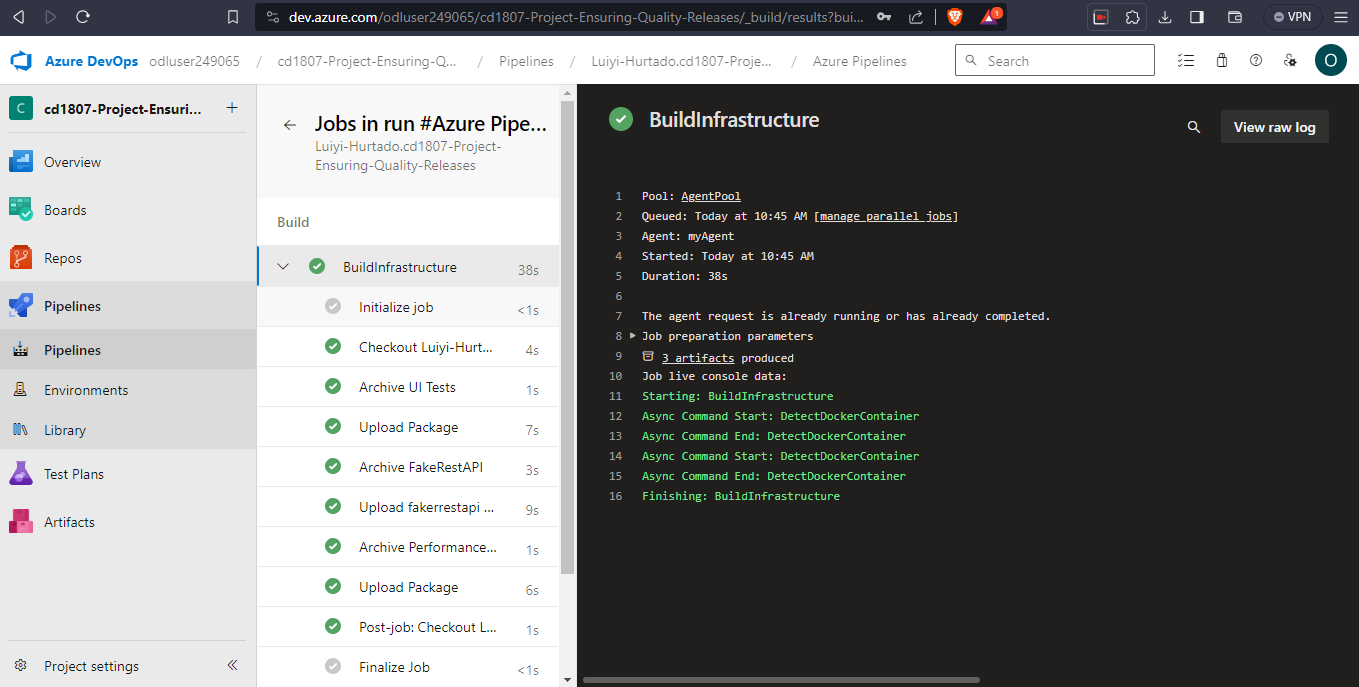 dev.azure.com/odluser249065/cd1807-Project-Ensuring-Quality-Releases/_build/results?bui...
1
VPN
Azure DevOps
odluser249065 / cd1807-Project-Ensuring-Q... / Pipelines / Luiyi-Hurtado.cd1807-Proje... / Azure Pipelines
Search
O
C
cd1807-Project-Ensuri...
+
Overview
Boards
Repos
Pipelines
Pipelines
Environments
Library
Test Plans
Artifacts
Project settings
Jobs in run #Azure Pipe...
Luiyi-Hurtado.cd1807-Project-
Ensuring-Quality-Releases
Build
BuildInfrastructure 38s
Initialize job <1s
Checkout Luiyi-Hurt... 4s
Archive UI Tests 1s
Upload Package 7s
Archive FakeRestAPI 3s
Upload fakerrestapi ... 9s
Archive Performance... 1s
Upload Package 6s
Post-job: Checkout L... 1s
Finalize Job <1s
BuildInfrastructure
View raw log
1 Pool: AgentPool
2 Queued: Today at 10:45 AM [manage parallel jobs]
3 Agent: myAgent
4 Started: Today at 10:45 AM
5 Duration: 38s
6
7 The agent request is already running or has already completed.
8 Job preparation parameters
9 3 artifacts produced
10 Job live console data:
11 Starting: BuildInfrastructure
12 Async Command Start: DetectDockerContainer
13 Async Command End: DetectDockerContainer
14 Async Command Start: DetectDockerContainer
15 Async Command End: DetectDockerContainer
16 Finishing: BuildInfrastructure